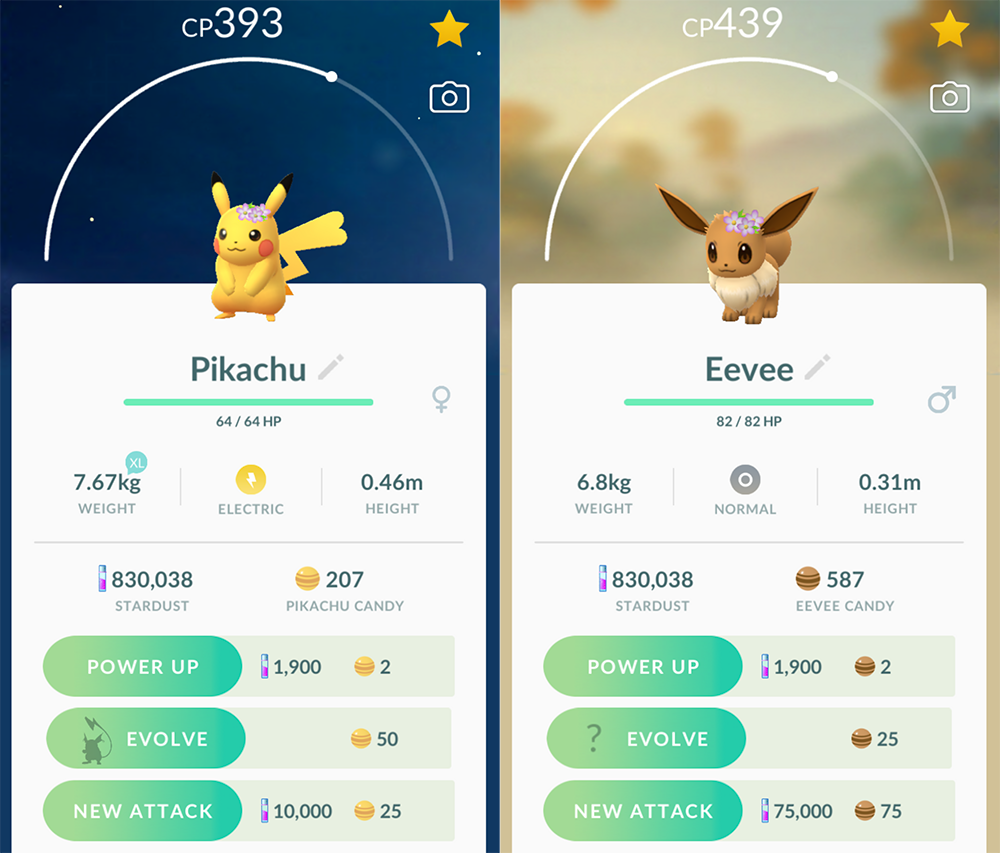 CP393
Pikachu
64 / 64 HP
XL
7.67kg
WEIGHT
ELECTRIC
0.46m
HEIGHT
830,038
STARDUST
207
PIKACHU CANDY
POWER UP 1,900 2
EVOLVE 50
NEW ATTACK 10,000 25
CP439
Eevee
82 / 82 HP
6.8kg
WEIGHT
NORMAL
0.31m
HEIGHT
830,038
STARDUST
587
EEVEE CANDY
POWER UP 1,900 2
? EVOLVE 25
NEW ATTACK 75,000 75